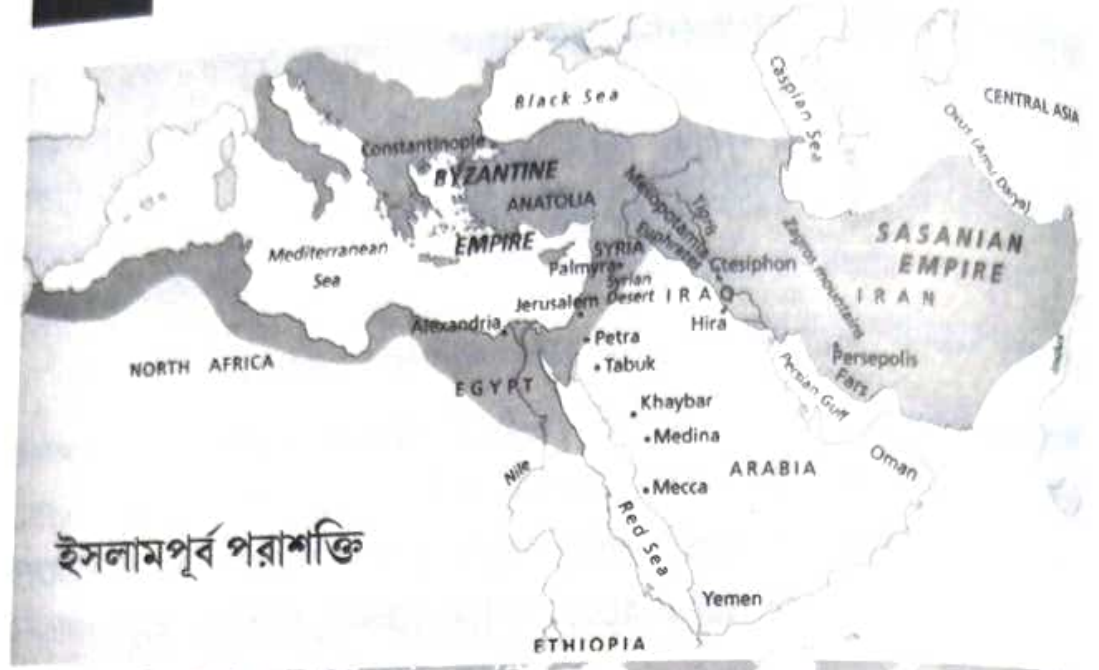 Black Sea
Caspian Sea
CENTRAL ASIA
Oxus (Amu Darya)
Constantinople
BYZANTINE
EMPIRE
ANATOLIA
Mesopotamia
Tigris
Euphrates
Zagros mountains
SASANIAN
EMPIRE
IRAN
Mediterranean
Sea
SYRIA
Palmyra
Syrian
Desert
Ctesiphon
IRAQ
Jerusalem
Hira
Alexandria
Petra
Tabuk
Persepolis
Fars
Persian Gulf
NORTH AFRICA
EGYPT
Khaybar
Medina
ARABIA
Oman
Nile
Mecca
Red Sea
ইসলামপূর্ব পরাশক্তি
Yemen
ETHIOPIA